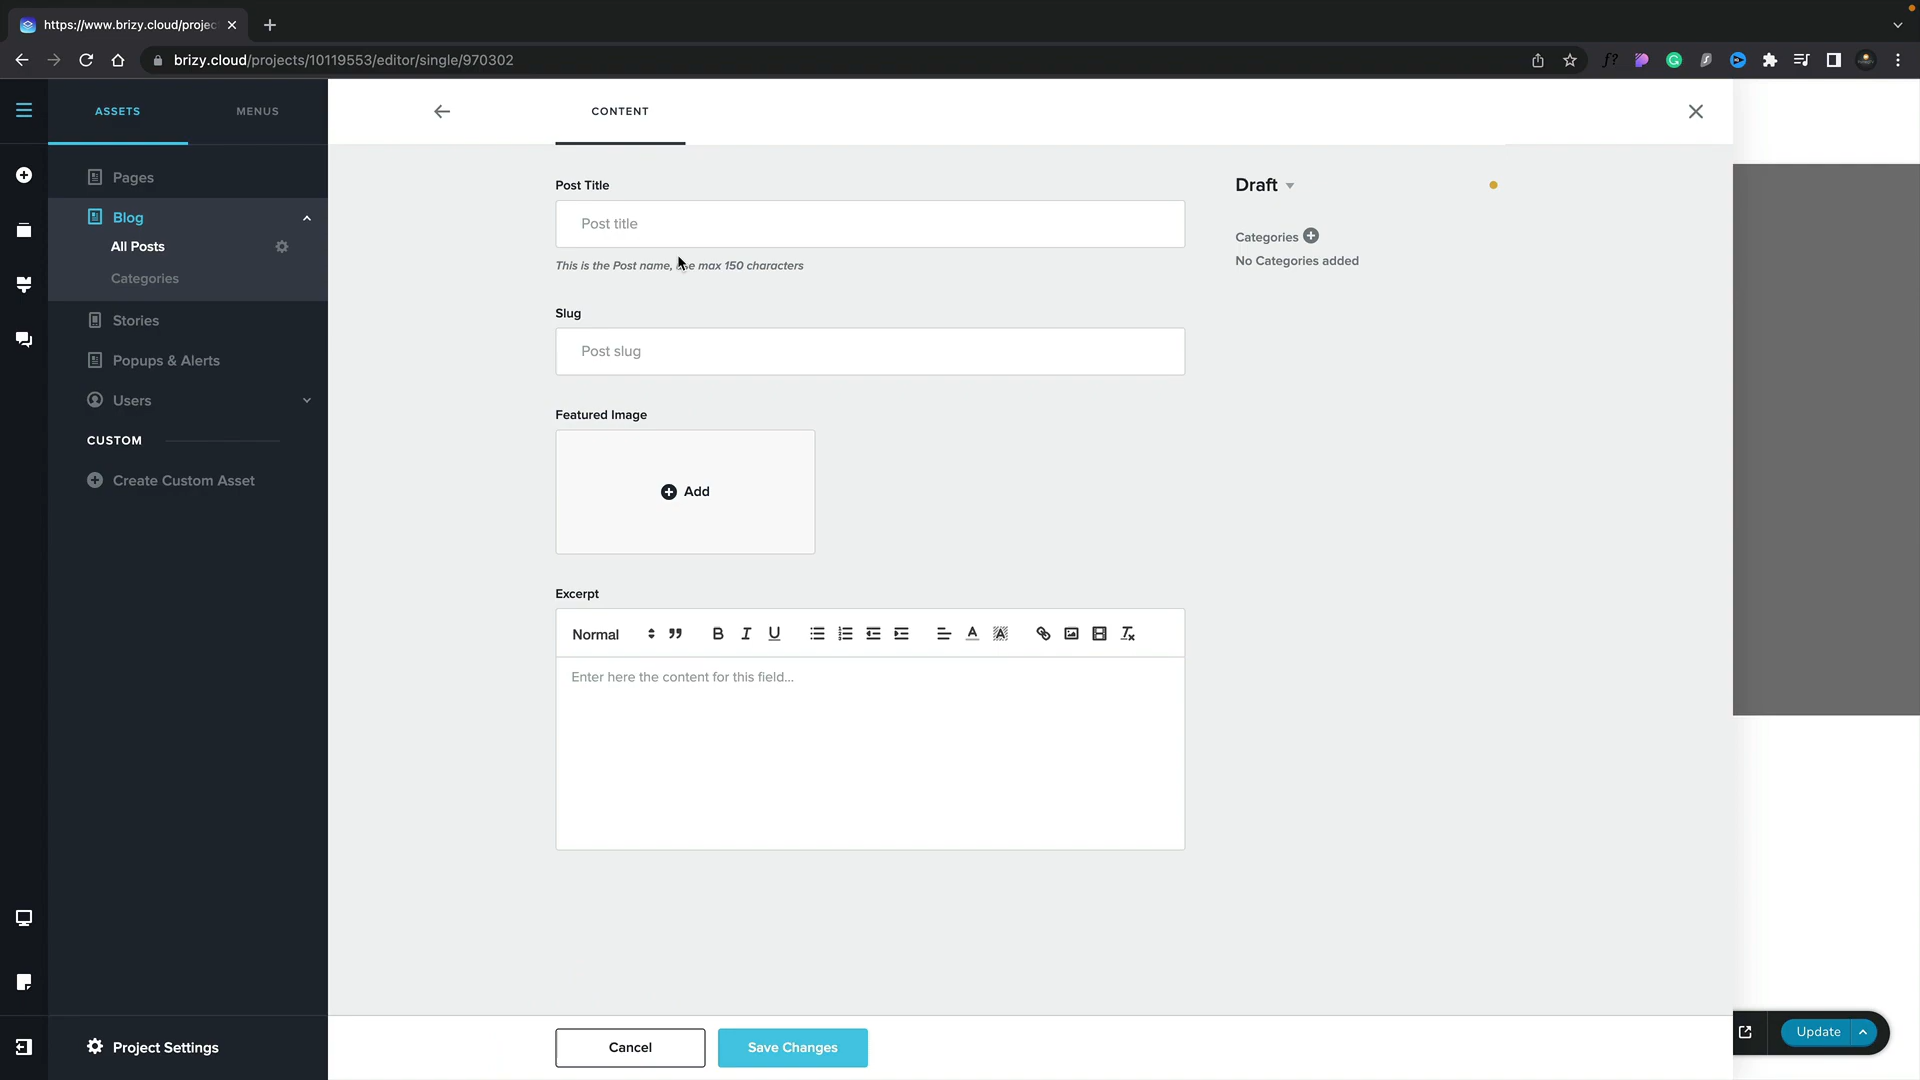 https://www.brizy.cloud/projec
brizy.cloud/projects/10119553/editor/single/970302
ASSETS
MENUS
CONTENT
Pages
Blog
All Posts
Categories
Stories
Popups & Alerts
Users
CUSTOM
Create Custom Asset
Project Settings
Post Title
Post title
This is the Post name, max 150 characters
Slug
Post slug
Featured Image
Add
Excerpt
Normal
Enter here the content for this field...
Draft
Categories
No Categories added
Cancel
Save Changes
Update